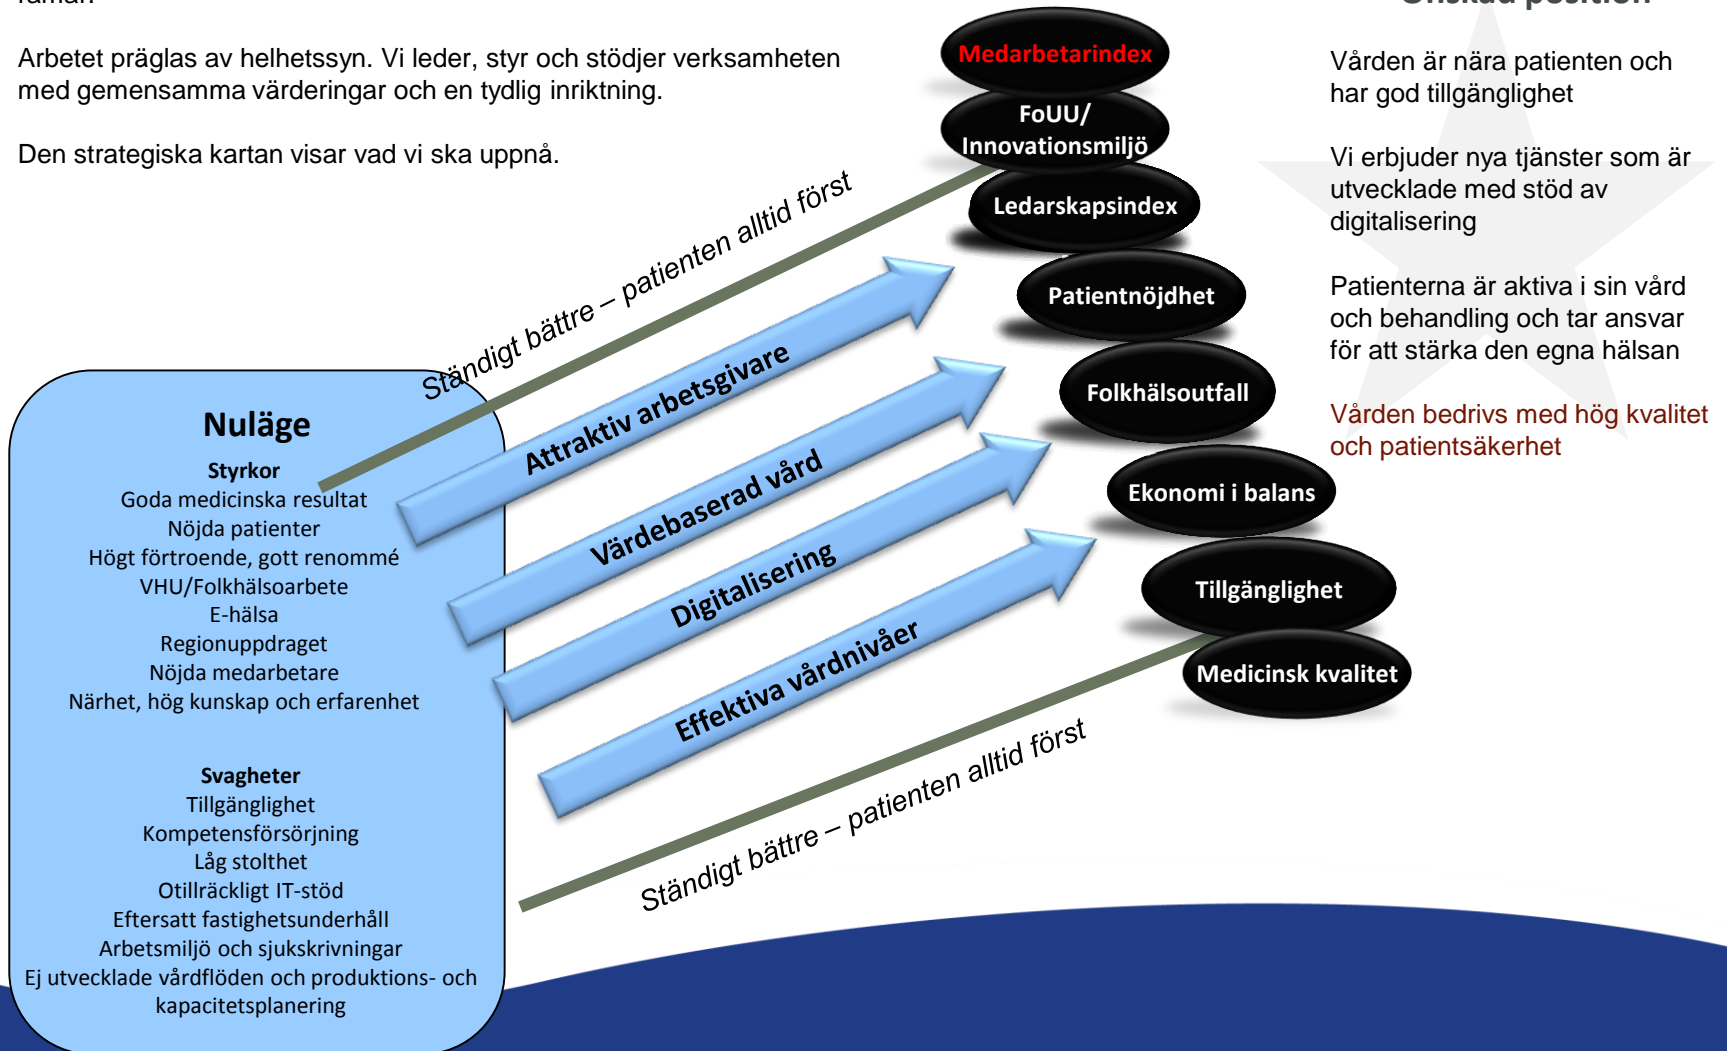 Arbetet präglas av helhetssyn. Vi leder, styr och stödjer verksamheten
med gemensamma värderingar och en tydlig inriktning.
Den strategiska kartan visar vad vi ska uppnå.
Nuläge
Styrkor
Goda medicinska resultat
Nöjda patienter
Högt förtroende, gott renommé
VHU/Folkhälsoarbete
E-hälsa
Regionuppdraget
Nöjda medarbetare
Närhet, hög kunskap och erfarenhet
Svagheter
Tillgänglighet
Kompetensförsörjning
Låg stolthet
Otillräckligt IT-stöd
Eftersatt fastighetsunderhåll
Arbetsmiljö och sjukskrivningar
Ej utvecklade vårdflöden och produktions- och
kapacitetsplanering
Ständigt bättre – patienten alltid först
Attraktiv arbetsgivare
Värdebaserad vård
Digitalisering
Effektiva vårdnivåer
Ständigt bättre – patienten alltid först
Medarbetarindex
FoUU/
Innovationsmiljö
Ledarskapsindex
Patientnöjdhet
Folkhälsoutfall
Ekonomi i balans
Tillgänglighet
Medicinsk kvalitet
position
Vården är nära patienten och
har god tillgänglighet
Vi erbjuder nya tjänster som är
utvecklade med stöd av
digitalisering
Patienterna är aktiva i sin vård
och behandling och tar ansvar
för att stärka den egna hälsan
Vården bedrivs med hög kvalitet
och patientsäkerhet